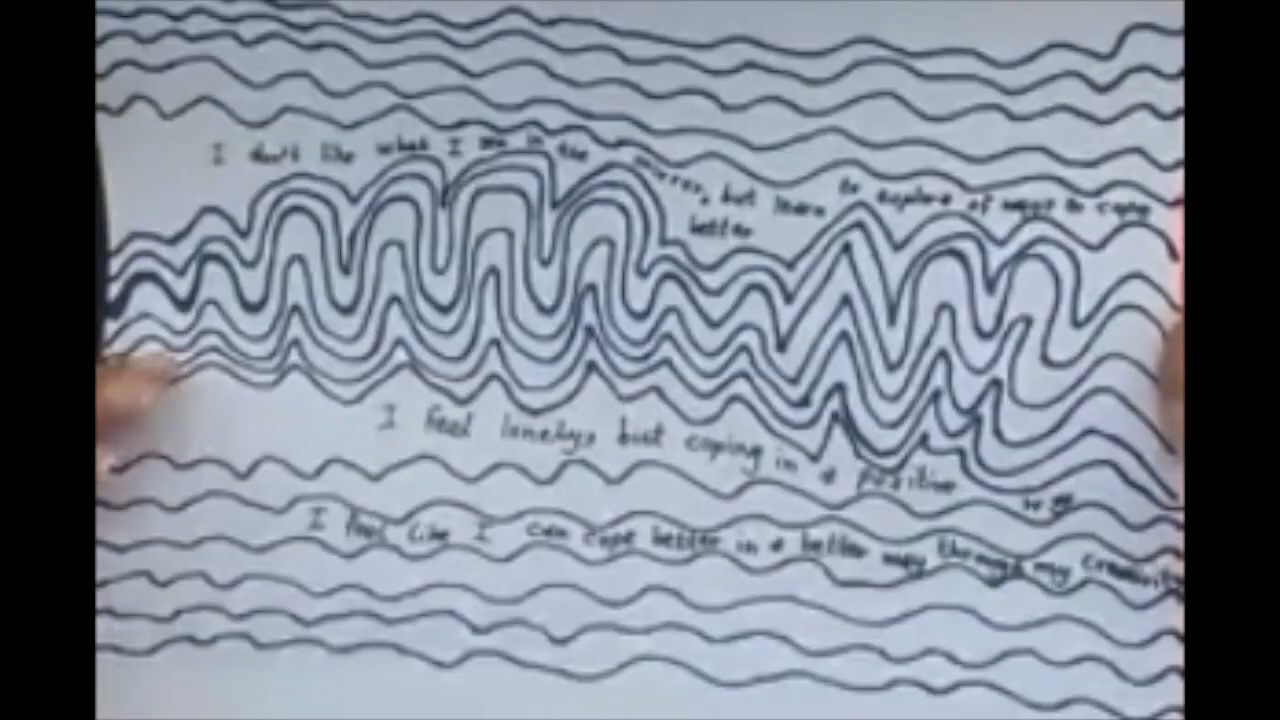 I don't like what I see in the mirror, but learn to explore of ways to cope
better
I feel lonely, but coping in a positive way
I feel like I can cope better in a better way through my creativity